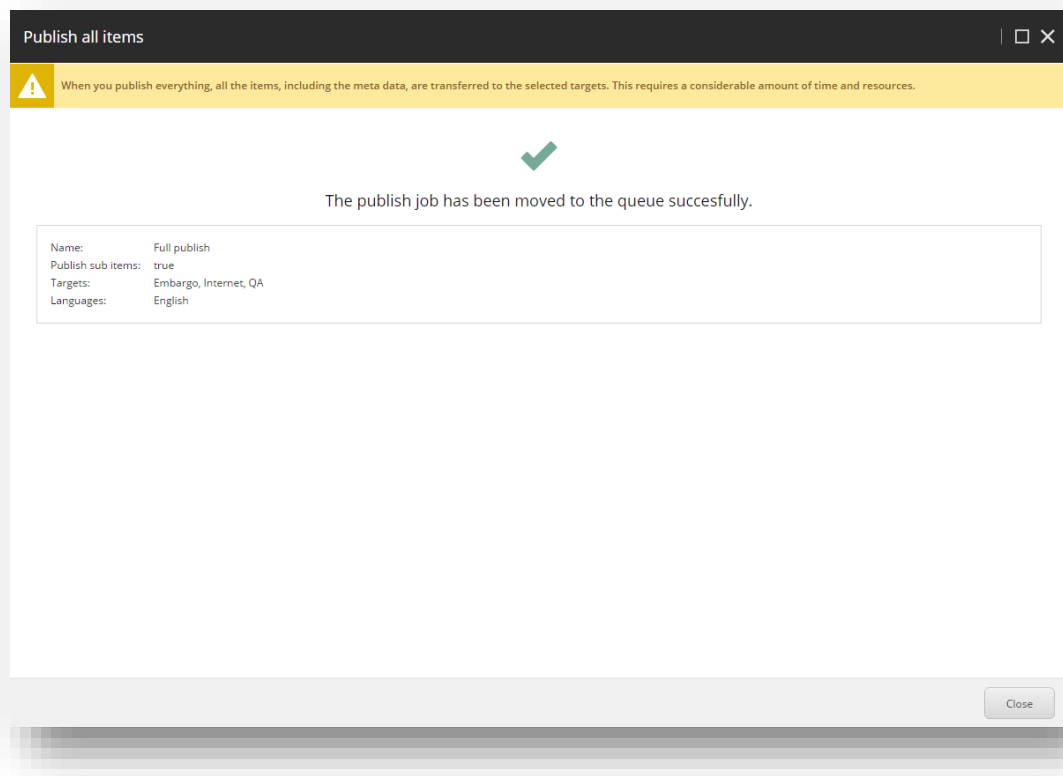 Publish all items
When you publish everything, all the items, including the meta data, are transferred to the selected targets. This requires a considerable amount of time and resources.
The publish job has been moved to the queue succesfully.
Name: Full publish
Publish sub items: true
Targets: Embargo, Internet, QA
Languages: English
Close